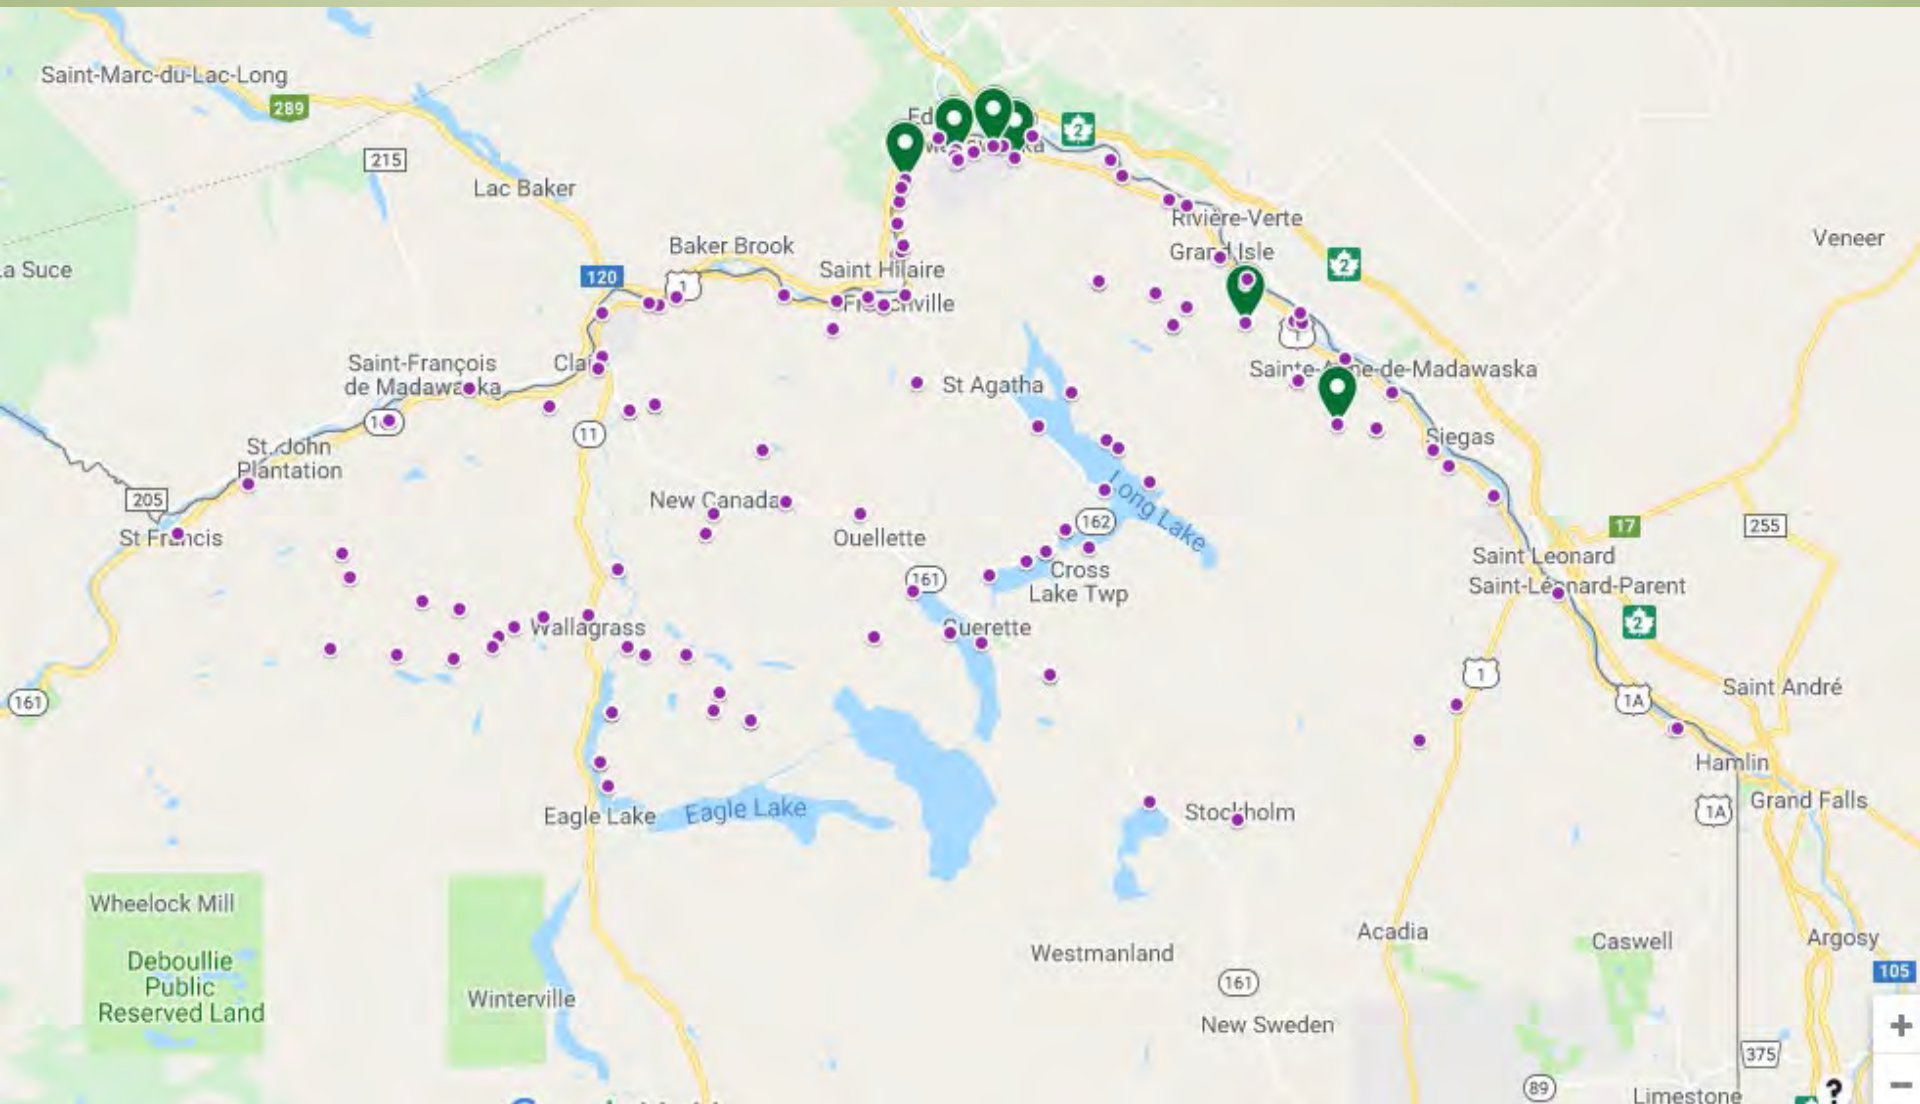 Saint-Marc-du-Lac-Long
289
2
215
Lac Baker
Rivière-Verte
Veneer
Baker Brook
Grand Isle
2
La Suce
120
Saint Hilaire
1
1
Saint-François
de Madawaska
St Agatha
Sainte-Anne-de-Madawaska
11
St. John
Plantation
Siegas
205
New Canada
Long Lake
162
17
255
St Francis
Ouellette
Saint Leonard
161
Cross
Lake Twp
Saint-Léonard-Parent
Wallagrass
Guerette
2
1
161
Saint André
1A
Hamlin
Eagle Lake
Eagle Lake
Stockholm
1A
Grand Falls
Wheelock Mill
Acadia
Caswell
Argosy
Westmanland
Deboullie
Public
Reserved Land
105
Winterville
161
New Sweden
+
375
89
Limestone
?
−